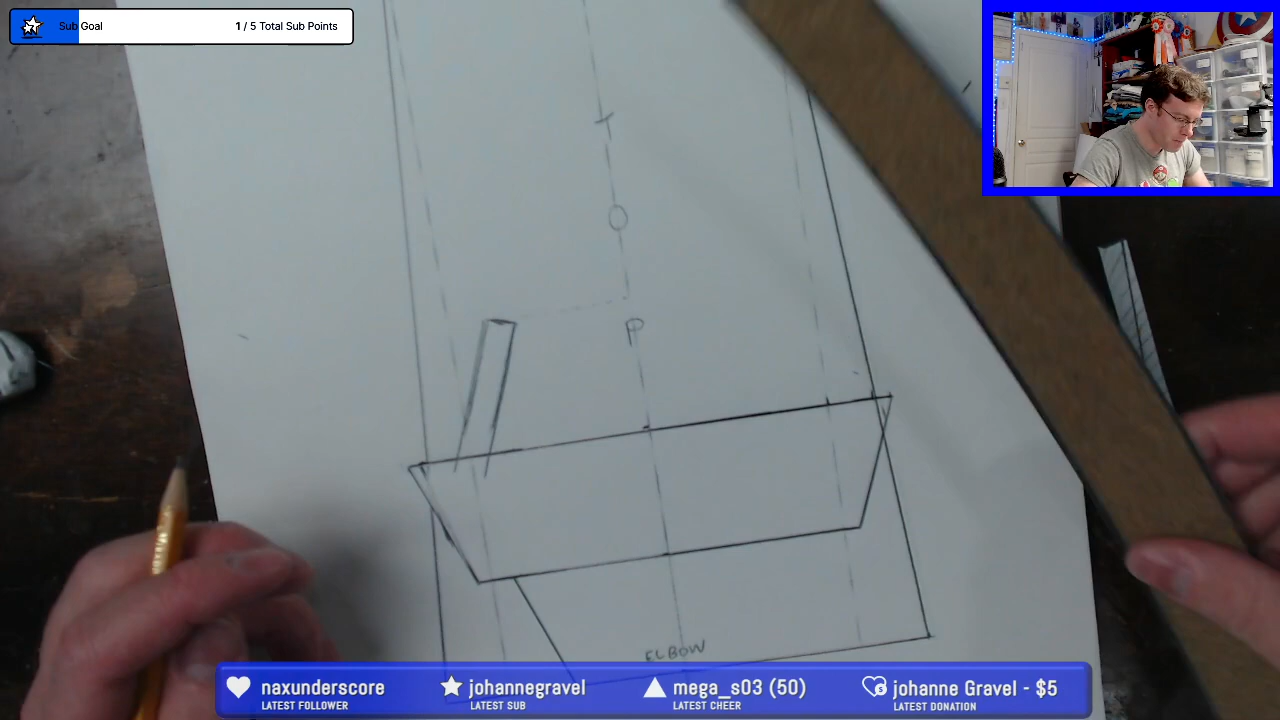 Sub Goal
1 / 5 Total Sub Points
T
O
P
ELBOW
naxunderscore
LATEST FOLLOWER
johannegravel
LATEST SUB
mega_s03 (50)
LATEST CHEER
johanne Gravel - $5
LATEST DONATION